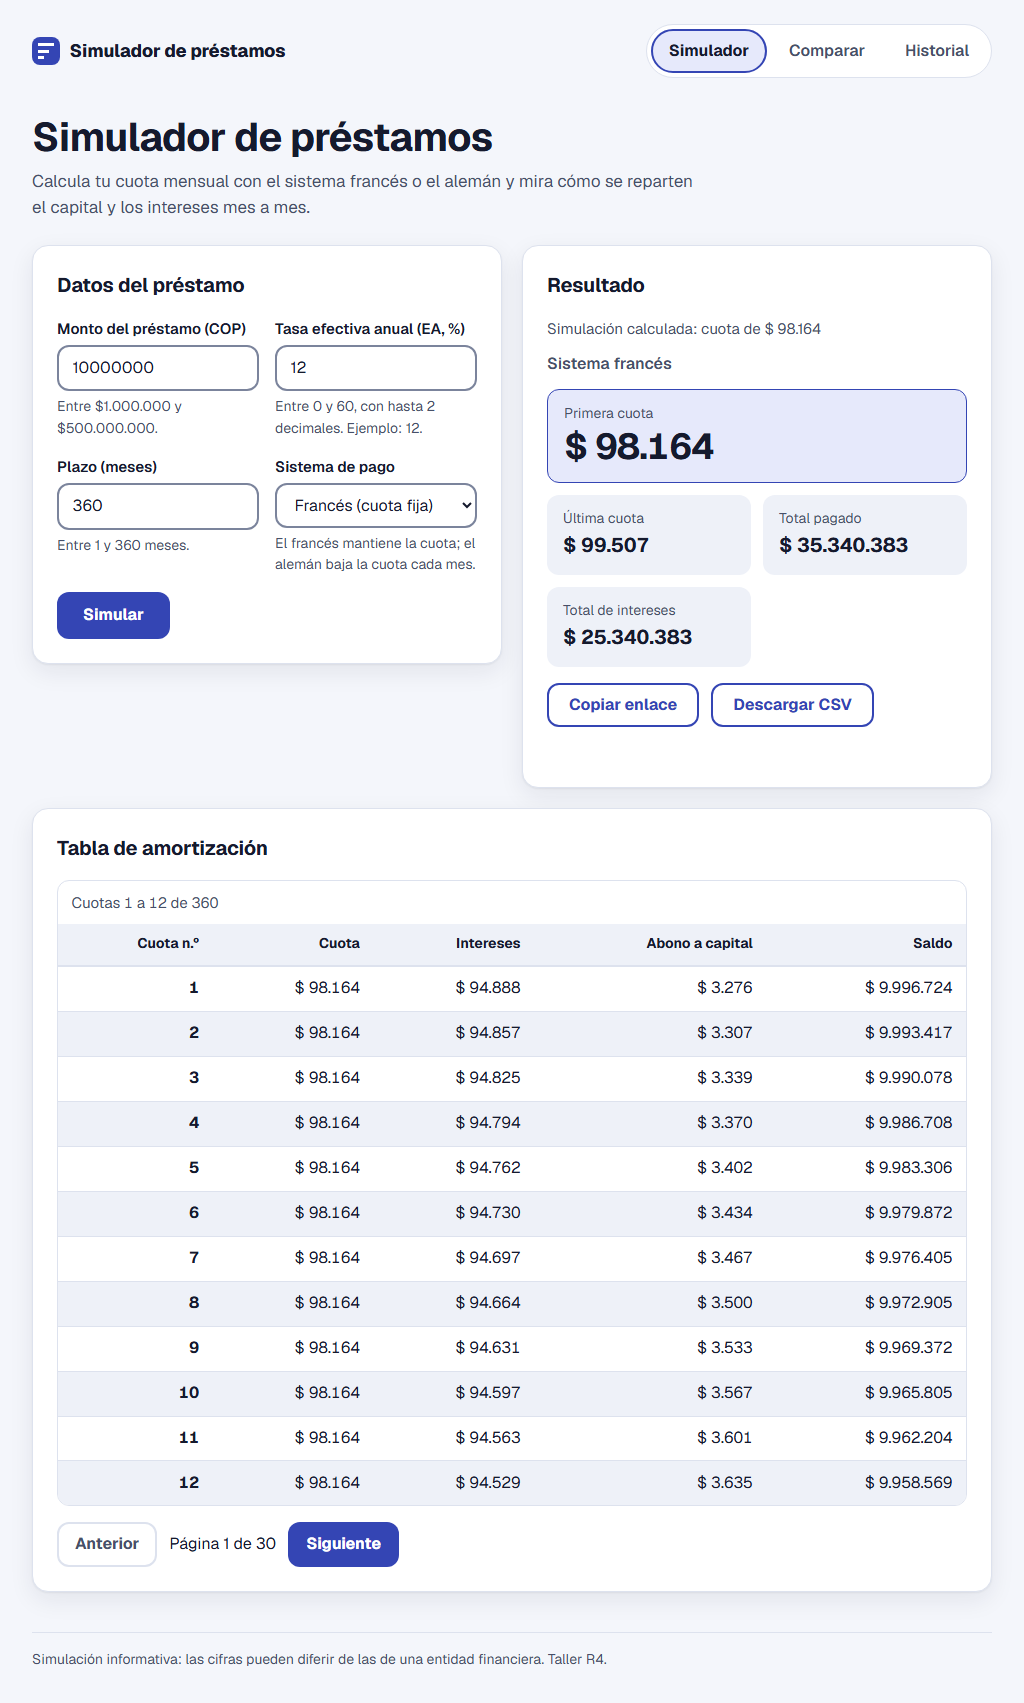 Simulador de préstamos
Simulador
Comparar
Historial
Simulador de préstamos
Calcula tu cuota mensual con el sistema francés o el alemán y mira cómo se reparten
el capital y los intereses mes a mes.
Datos del préstamo
Monto del préstamo (COP)
10000000
Entre $1.000.000 y
$500.000.000.
Tasa efectiva anual (EA, %)
12
Entre 0 y 60, con hasta 2
decimales. Ejemplo: 12.
Plazo (meses)
360
Entre 1 y 360 meses.
Sistema de pago
Francés (cuota fija)
El francés mantiene la cuota; el
alemán baja la cuota cada mes.
Simular
Resultado
Simulación calculada: cuota de $ 98.164
Sistema francés
Primera cuota
$ 98.164
Última cuota
$ 99.507
Total pagado
$ 35.340.383
Total de intereses
$ 25.340.383
Copiar enlace
Descargar CSV
Tabla de amortización
Cuotas 1 a 12 de 360
Cuota n.º Cuota Intereses Abono a capital Saldo
1 $ 98.164 $ 94.888 $ 3.276 $ 9.996.724
2 $ 98.164 $ 94.857 $ 3.307 $ 9.993.417
3 $ 98.164 $ 94.825 $ 3.339 $ 9.990.078
4 $ 98.164 $ 94.794 $ 3.370 $ 9.986.708
5 $ 98.164 $ 94.762 $ 3.402 $ 9.983.306
6 $ 98.164 $ 94.730 $ 3.434 $ 9.979.872
7 $ 98.164 $ 94.697 $ 3.467 $ 9.976.405
8 $ 98.164 $ 94.664 $ 3.500 $ 9.972.905
9 $ 98.164 $ 94.631 $ 3.533 $ 9.969.372
10 $ 98.164 $ 94.597 $ 3.567 $ 9.965.805
11 $ 98.164 $ 94.563 $ 3.601 $ 9.962.204
12 $ 98.164 $ 94.529 $ 3.635 $ 9.958.569
Anterior
Página 1 de 30
Siguiente
Simulación informativa: las cifras pueden diferir de las de una entidad financiera. Taller R4.